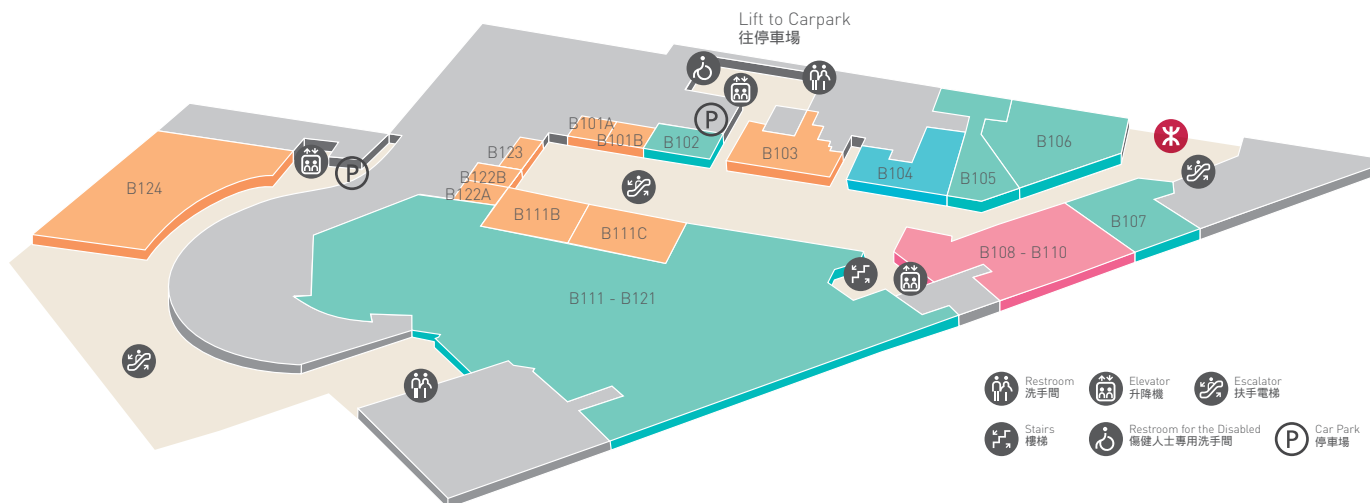 Lift to Carpark
往停車場
B101A
B101B
B102
B103
B104
B105
B106
B107
B108 - B110
B123
B122B
B122A
B124
B111B
B111C
B111 - B121
P
P
Restroom
洗手間
Elevator
升降機
Escalator
扶手電梯
Stairs
樓梯
Restroom for the Disabled
傷健人士專用洗手間
P
Car Park
停車場